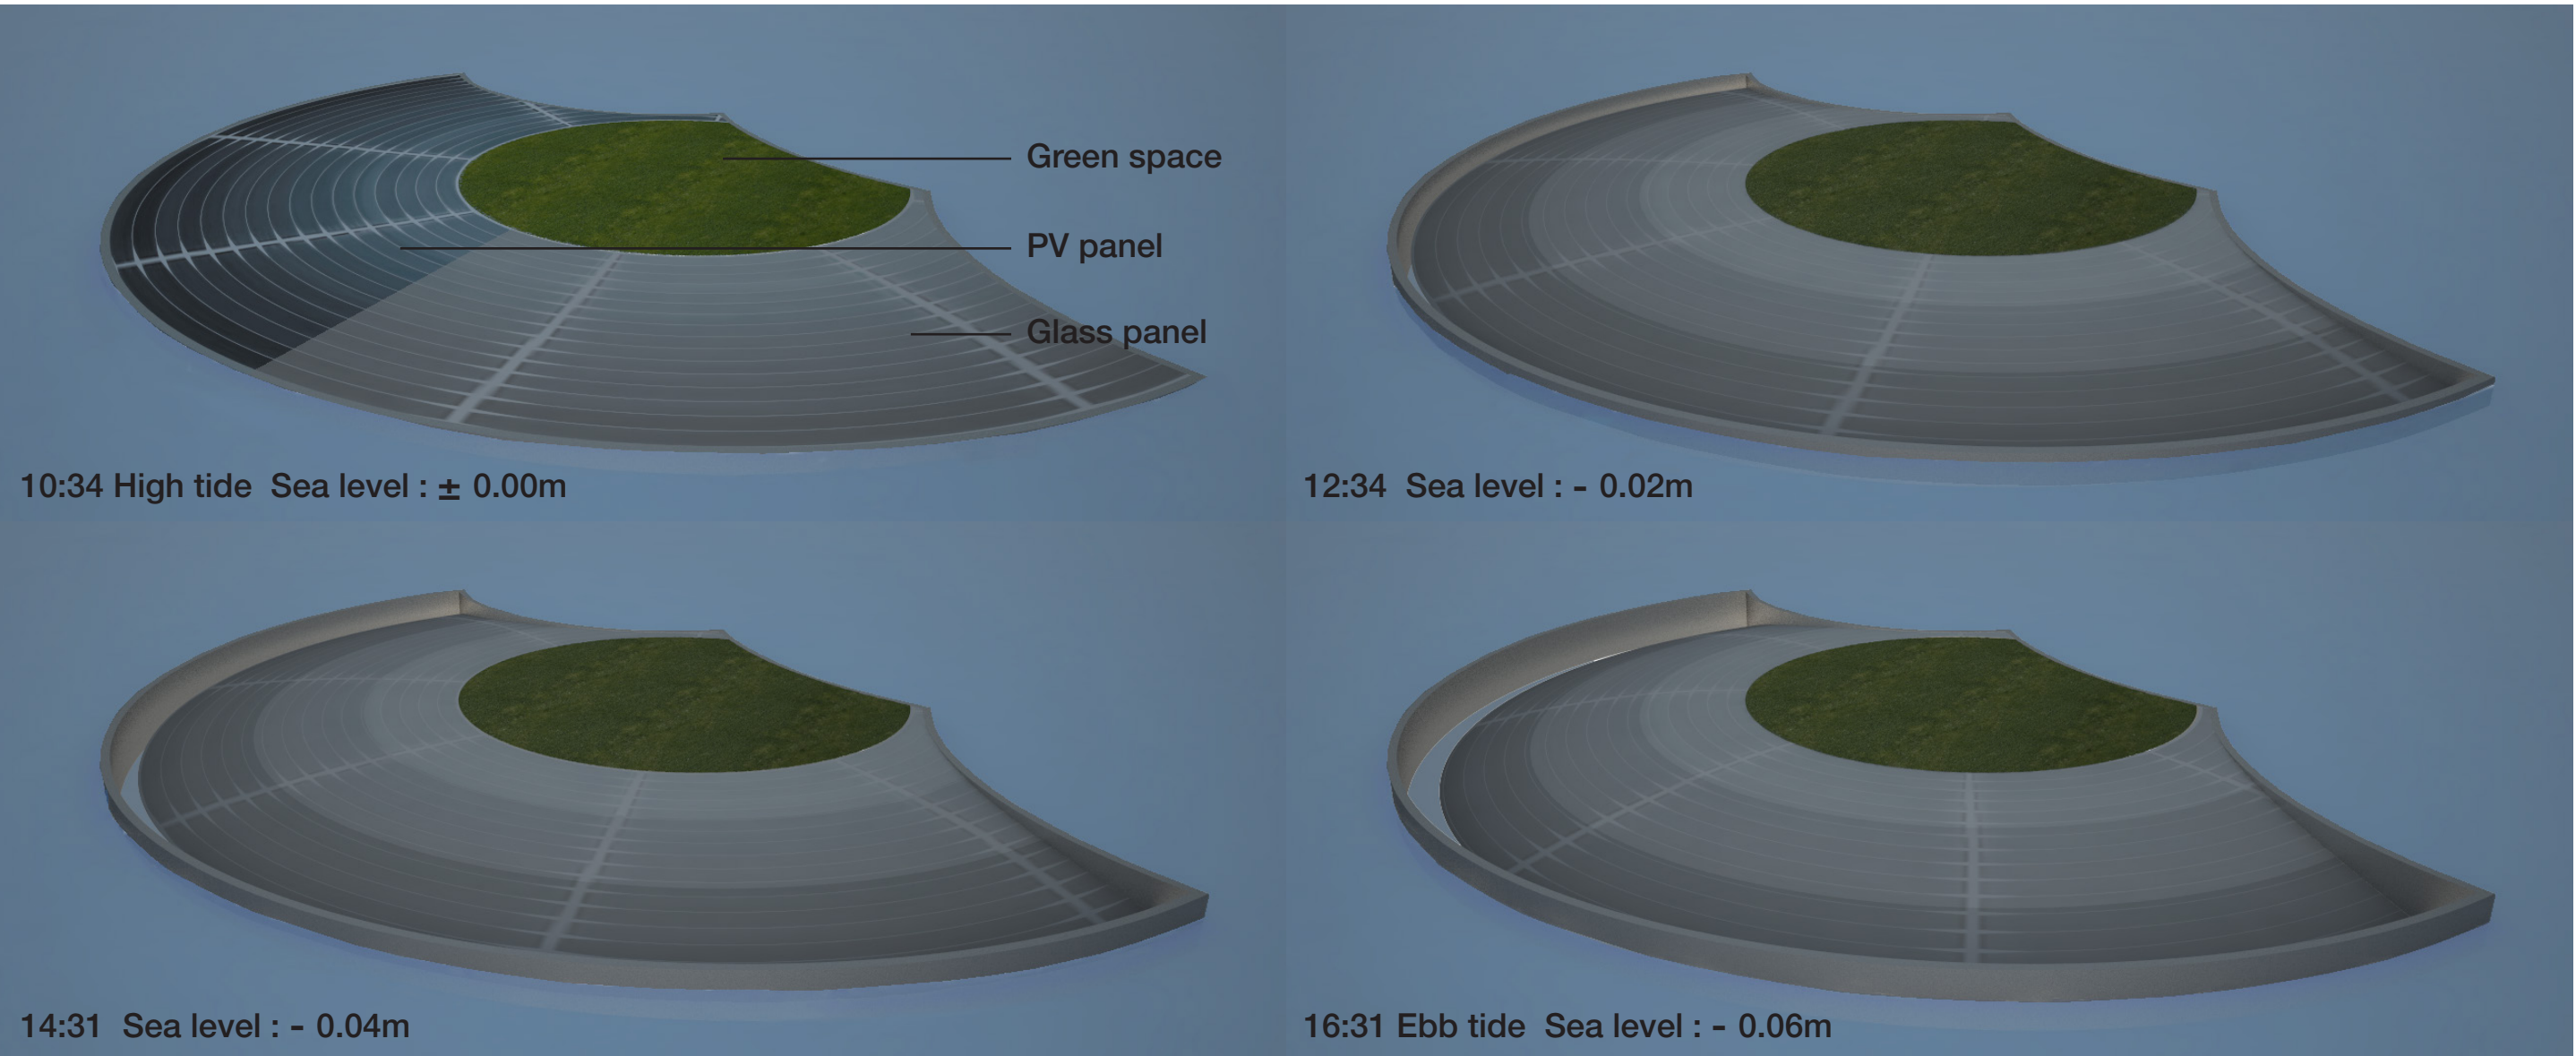 Green space
PV panel
Glass panel
10:34 High tide  Sea level : ± 0.00m
12:34  Sea level : - 0.02m
14:31  Sea level : - 0.04m
16:31 Ebb tide  Sea level : - 0.06m